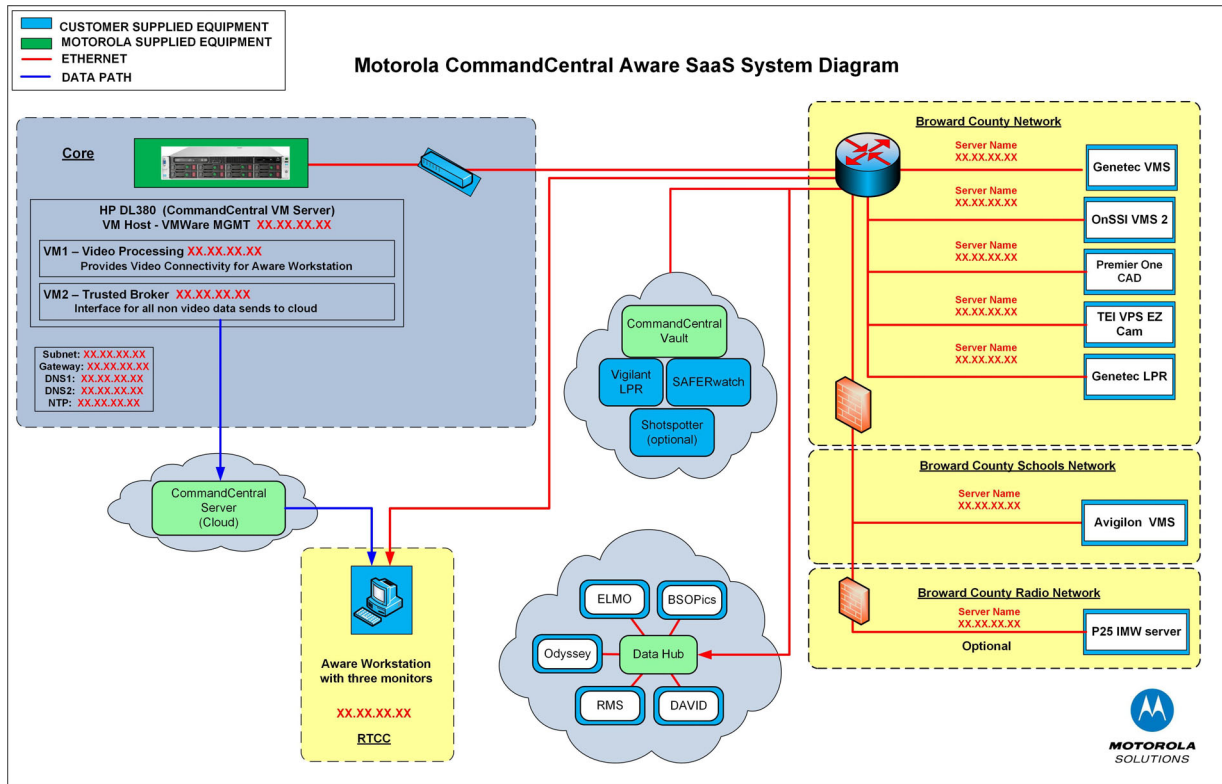 CUSTOMER SUPPLIED EQUIPMENT
MOTOROLA SUPPLIED EQUIPMENT
ETHERNET
DATA PATH
Motorola CommandCentral Aware SaaS System Diagram
Core
HP DL380 (CommandCentral VM Server)
VM Host - VMWare MGMT XX.XX.XX.XX
VM1 – Video Processing XX.XX.XX.XX
Provides Video Connectivity for Aware Workstation
VM2 – Trusted Broker XX.XX.XX.XX
Interface for all non video data sends to cloud
Subnet: XX.XX.XX.XX
Gateway: XX.XX.XX.XX
DNS1: XX.XX.XX.XX
DNS2: XX.XX.XX.XX
NTP: XX.XX.XX.XX
CommandCentral
Server
(Cloud)
Aware Workstation
with three monitors
XX.XX.XX.XX
RTCC
CommandCentral
Vault
Vigilant
LPR
SAFERwatch
Shotspotter
(optional)
ELMO
BSOPics
Odyssey
Data Hub
RMS
DAVID
Broward County Network
Server Name
XX.XX.XX.XX
Genetec VMS
Server Name
XX.XX.XX.XX
OnSSI VMS 2
Server Name
XX.XX.XX.XX
Premier One
CAD
Server Name
XX.XX.XX.XX
TEI VPS EZ
Cam
Server Name
XX.XX.XX.XX
Genetec LPR
Broward County Schools Network
Server Name
XX.XX.XX.XX
Avigilon VMS
Broward County Radio Network
Server Name
XX.XX.XX.XX
Optional
P25 IMW server
MOTOROLA
SOLUTIONS